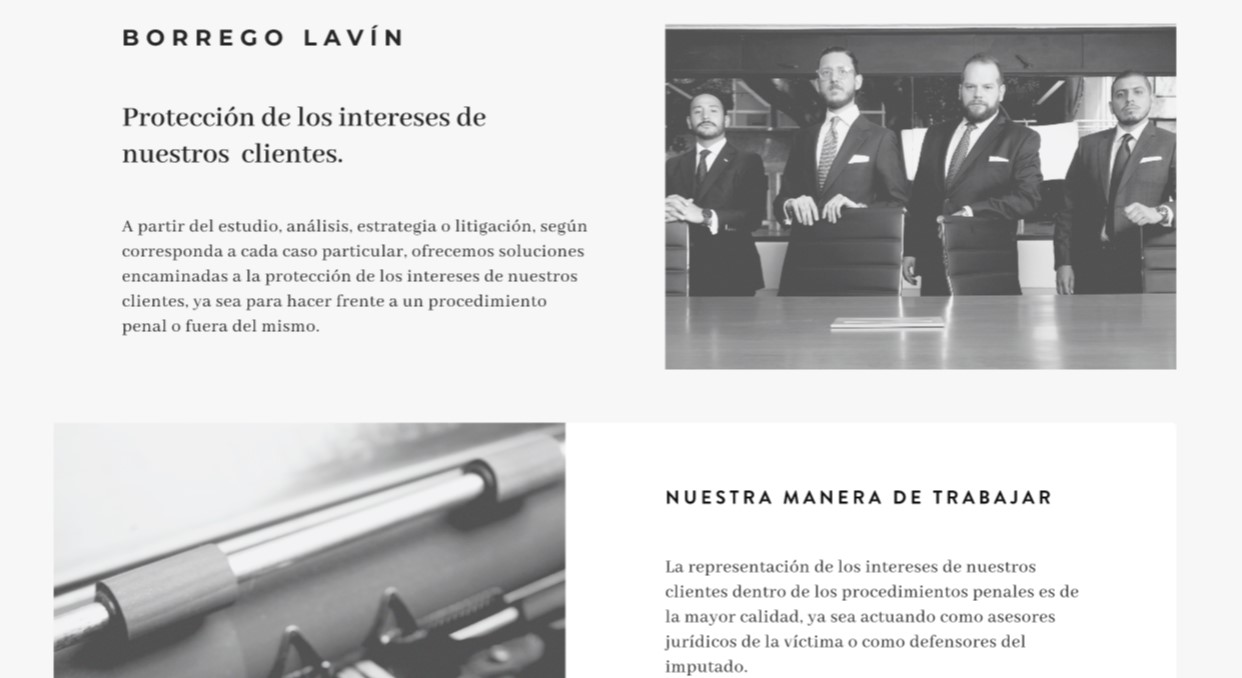 BORREGO LAVÍN
Protección de los intereses de
nuestros clientes.
A partir del estudio, análisis, estrategia o litigación, según
corresponda a cada caso particular, ofrecemos soluciones
encaminadas a la protección de los intereses de nuestros
clientes, ya sea para hacer frente a un procedimiento
penal o fuera del mismo.
NUESTRA MANERA DE TRABAJAR
La representación de los intereses de nuestros
clientes dentro de los procedimientos penales es de
la mayor calidad, ya sea actuando como asesores
jurídicos de la víctima o como defensores del
imputado.